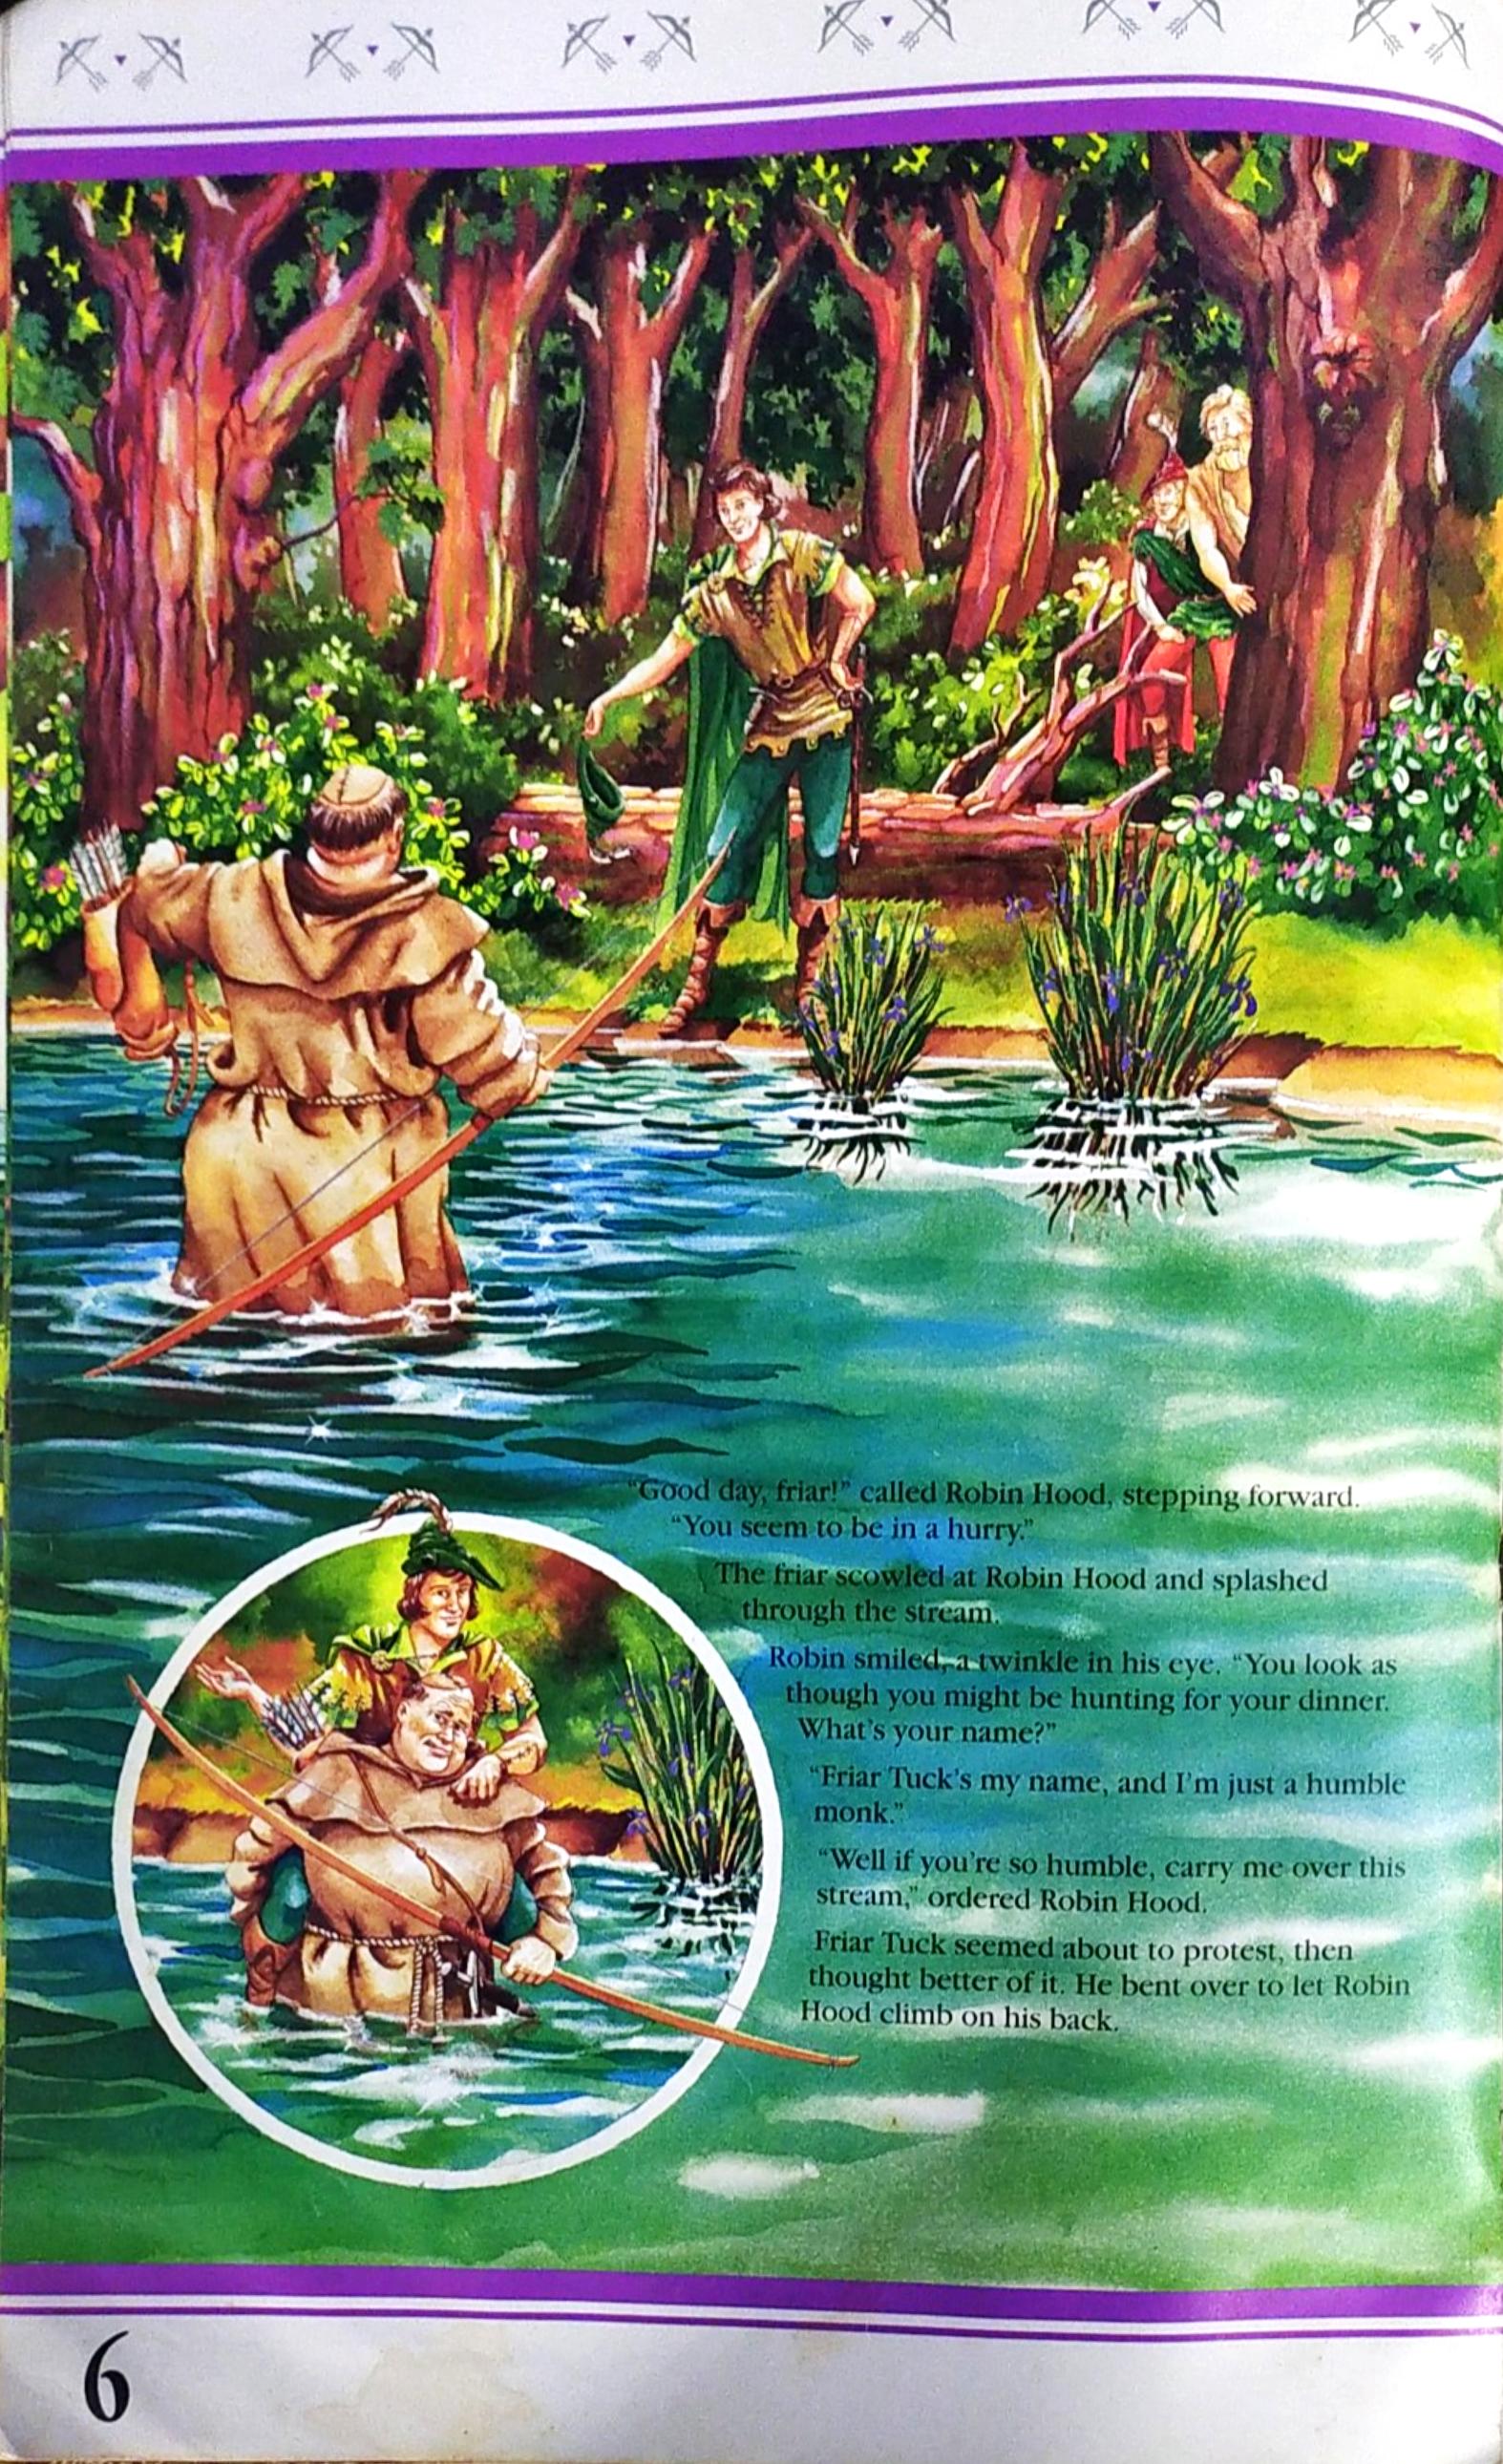 “Good day, friar!” called Robin Hood, stepping forward.
“You seem to be in a hurry.”
The friar scowled at Robin Hood and splashed
through the stream.
Robin smiled, a twinkle in his eye. “You look as
though you might be hunting for your dinner.
What’s your name?”
“Friar Tuck’s my name, and I’m just a humble
monk.”
“Well if you’re so humble, carry me over this
stream,” ordered Robin Hood.
Friar Tuck seemed about to protest, then
thought better of it. He bent over to let Robin
Hood climb on his back.
6